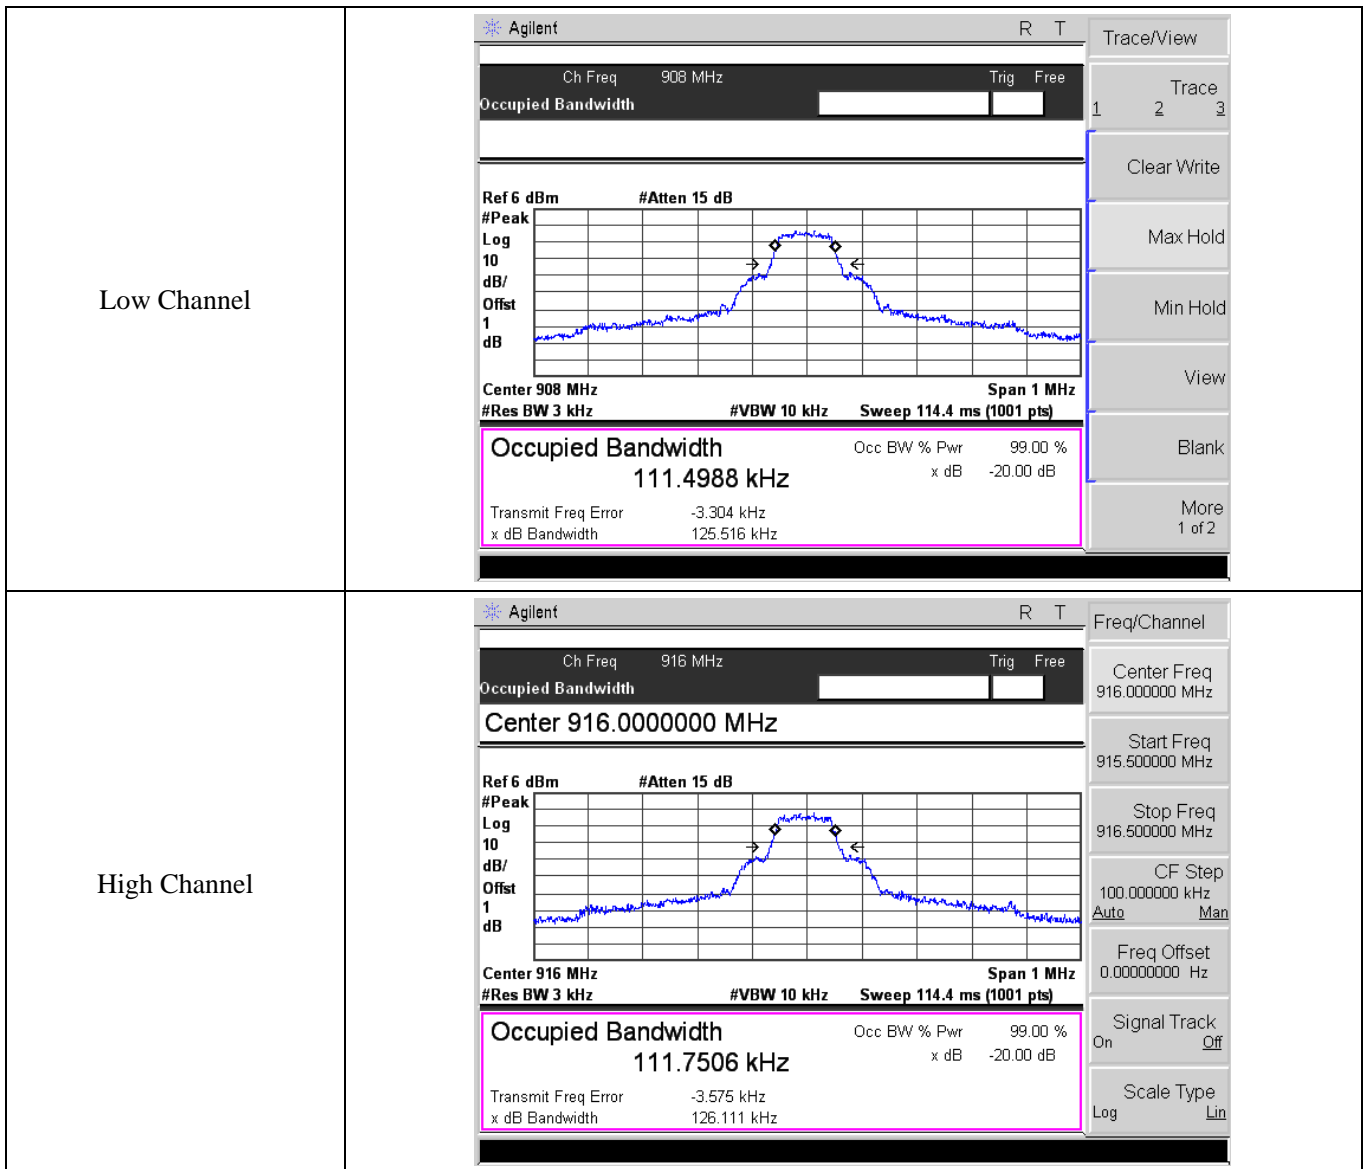 Low Channel
Agilent R T
Ch Freq 908 MHz Trig Free
Occupied Bandwidth
Ref 6 dBm #Atten 15 dB
#Peak
Log
10
dB/
Offst
1
dB
Center 908 MHz Span 1 MHz
#Res BW 3 kHz #VBW 10 kHz Sweep 114.4 ms (1001 pts)
Occupied Bandwidth Occ BW % Pwr 99.00 %
111.4988 kHz x dB -20.00 dB
Transmit Freq Error -3.304 kHz
x dB Bandwidth 125.516 kHz
Trace/View
Trace
1 2 3
Clear Write
Max Hold
Min Hold
View
Blank
More
1 of 2
High Channel
Agilent R T
Ch Freq 916 MHz Trig Free
Occupied Bandwidth
Center 916.0000000 MHz
Ref 6 dBm #Atten 15 dB
#Peak
Log
10
dB/
Offst
1
dB
Center 916 MHz Span 1 MHz
#Res BW 3 kHz #VBW 10 kHz Sweep 114.4 ms (1001 pts)
Occupied Bandwidth Occ BW % Pwr 99.00 %
111.7506 kHz x dB -20.00 dB
Transmit Freq Error -3.575 kHz
x dB Bandwidth 126.111 kHz
Freq/Channel
Center Freq
916.000000 MHz
Start Freq
915.500000 MHz
Stop Freq
916.500000 MHz
CF Step
100.000000 kHz
Auto Man
Freq Offset
0.00000000 Hz
Signal Track
On Off
Scale Type
Log Lin